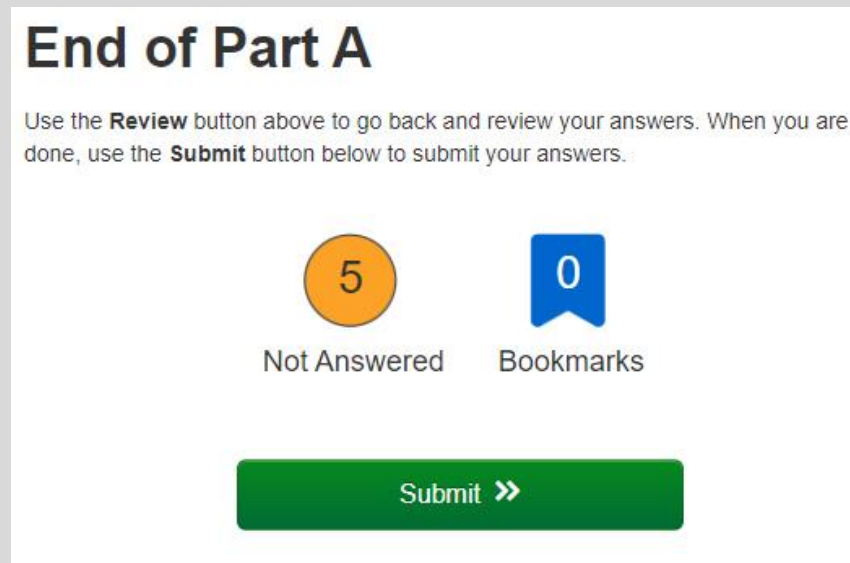 End of Part A
Use the Review button above to go back and review your answers. When you are
done, use the Submit button below to submit your answers.
5
0
Not Answered
Bookmarks
Submit »